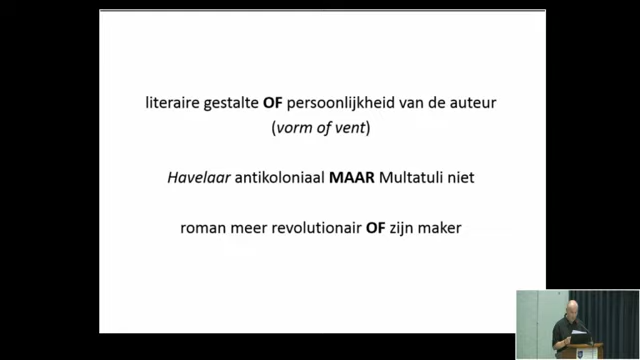 literaire gestalte OF persoonlijkheid van de auteur
(vorm of vent)
Havelaar antikoloniaal MAAR Multatuli niet
roman meer revolutionair OF zijn maker